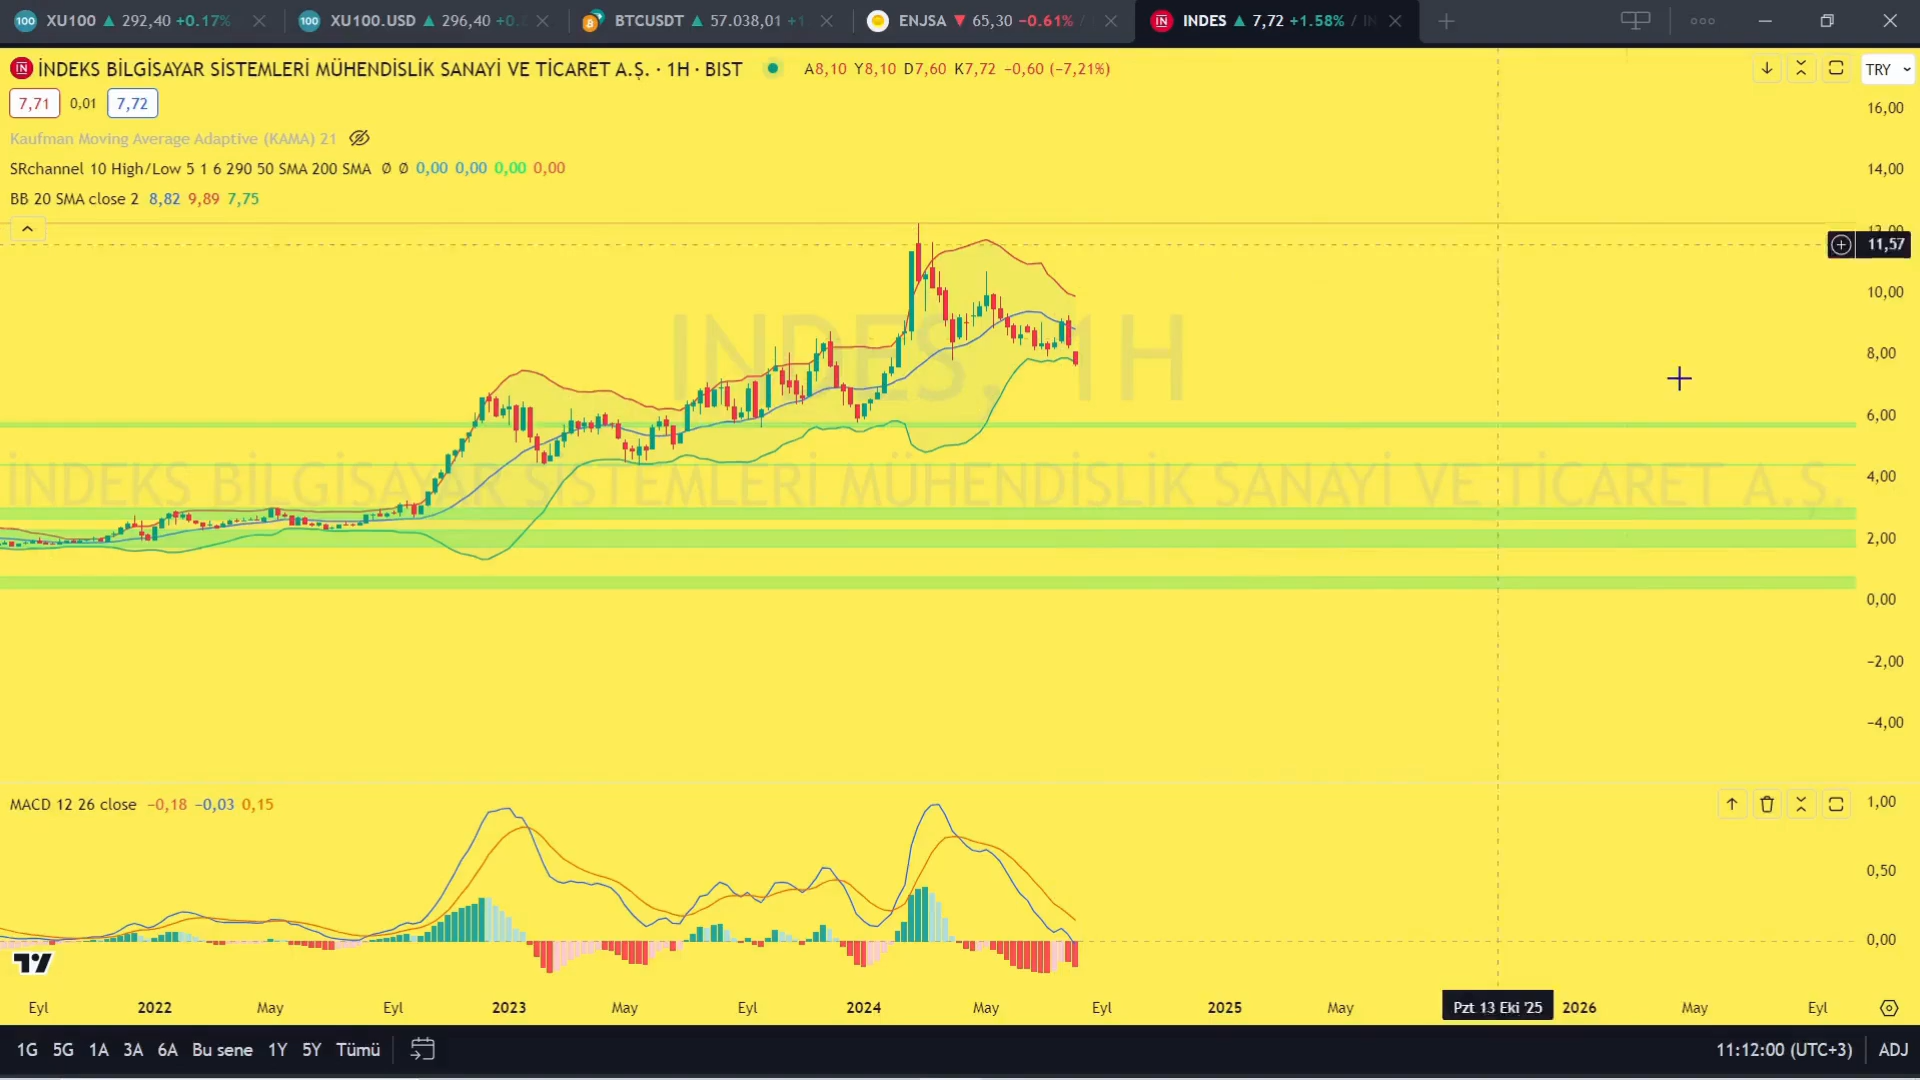 XU100 ▲ 292,40 +0.17%
XU100.USD ▲ 296,40
BTCUSDT ▲ 57.038,01
ENJSA ▼ 65,30 −0.61%
INDES ▲ 7,72 +1.58% /
İNDEKS BİLGİSAYAR SİSTEMLERİ MÜHENDİSLİK SANAYİ VE TİCARET A.Ş. · 1H · BIST A8,10 Y8,10 D7,60 K7,72 −0,60 (−7,21%)
TRY
7,71 0,01 7,72
Kaufman Moving Average Adaptive (KAMA) 21
SRchannel 10 High/Low 5 1 6 290 50 SMA 200 SMA Ø Ø 0,00 0,00 0,00 0,00
BB 20 SMA close 2 8,82 9,89 7,75
16,00
14,00
12,00
11,57
10,00
8,00
6,00
4,00
2,00
0,00
−2,00
−4,00
INDES, 1H
İNDEKS BİLGİSAYAR SİSTEMLERİ MÜHENDİSLİK SANAYİ VE TİCARET A.Ş.
MACD 12 26 close −0,18 −0,03 0,15
1,00
0,50
0,00
Eyl 2022 May Eyl 2023 May Eyl 2024 May Eyl 2025 May Pzt 13 Eki '25 2026 May Eyl
1G 5G 1A 3A 6A Bu sene 1Y 5Y Tümü
11:12:00 (UTC+3) ADJ